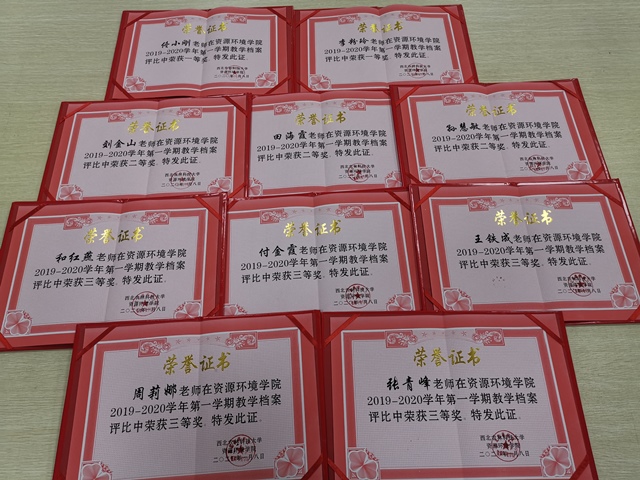 荣誉证书
佟小刚老师在资源环境学院
2019-2020学年第一学期教学档案
评比中荣获一等奖，特发此证。
荣誉证书
李粉玲老师在资源环境学院
2019-2020学年第一学期教学档案
评比中荣获一等奖，特发此证。
荣誉证书
刘金山老师在资源环境学院
2019-2020学年第一学期教学档案
评比中荣获二等奖，特发此证。
荣誉证书
田海霞老师在资源环境学院
2019-2020学年第一学期教学档案
评比中荣获二等奖，特发此证。
荣誉证书
孙慧敏老师在资源环境学院
2019-2020学年第一学期教学档案
评比中荣获二等奖，特发此证。
荣誉证书
和红燕老师在资源环境学院
2019-2020学年第一学期教学档案
评比中荣获三等奖，特发此证。
荣誉证书
付金霞老师在资源环境学院
2019-2020学年第一学期教学档案
评比中荣获三等奖，特发此证。
荣誉证书
王铁成老师在资源环境学院
2019-2020学年第一学期教学档案
评比中荣获三等奖，特发此证。
荣誉证书
周莉娜老师在资源环境学院
2019-2020学年第一学期教学档案
评比中荣获三等奖，特发此证。
荣誉证书
张青峰老师在资源环境学院
2019-2020学年第一学期教学档案
评比中荣获三等奖，特发此证。